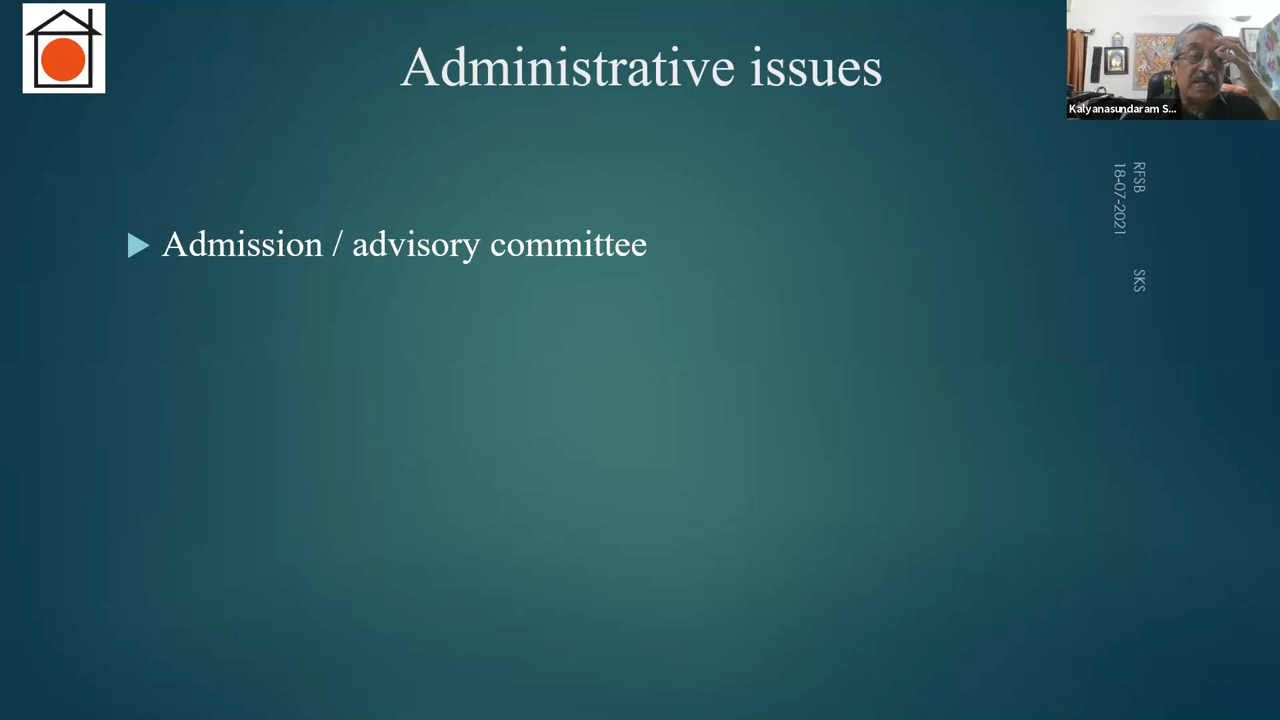 Administrative issues
Kalyanasundaram S...
RFSB
18-07-2021
SKS
Admission / advisory committee